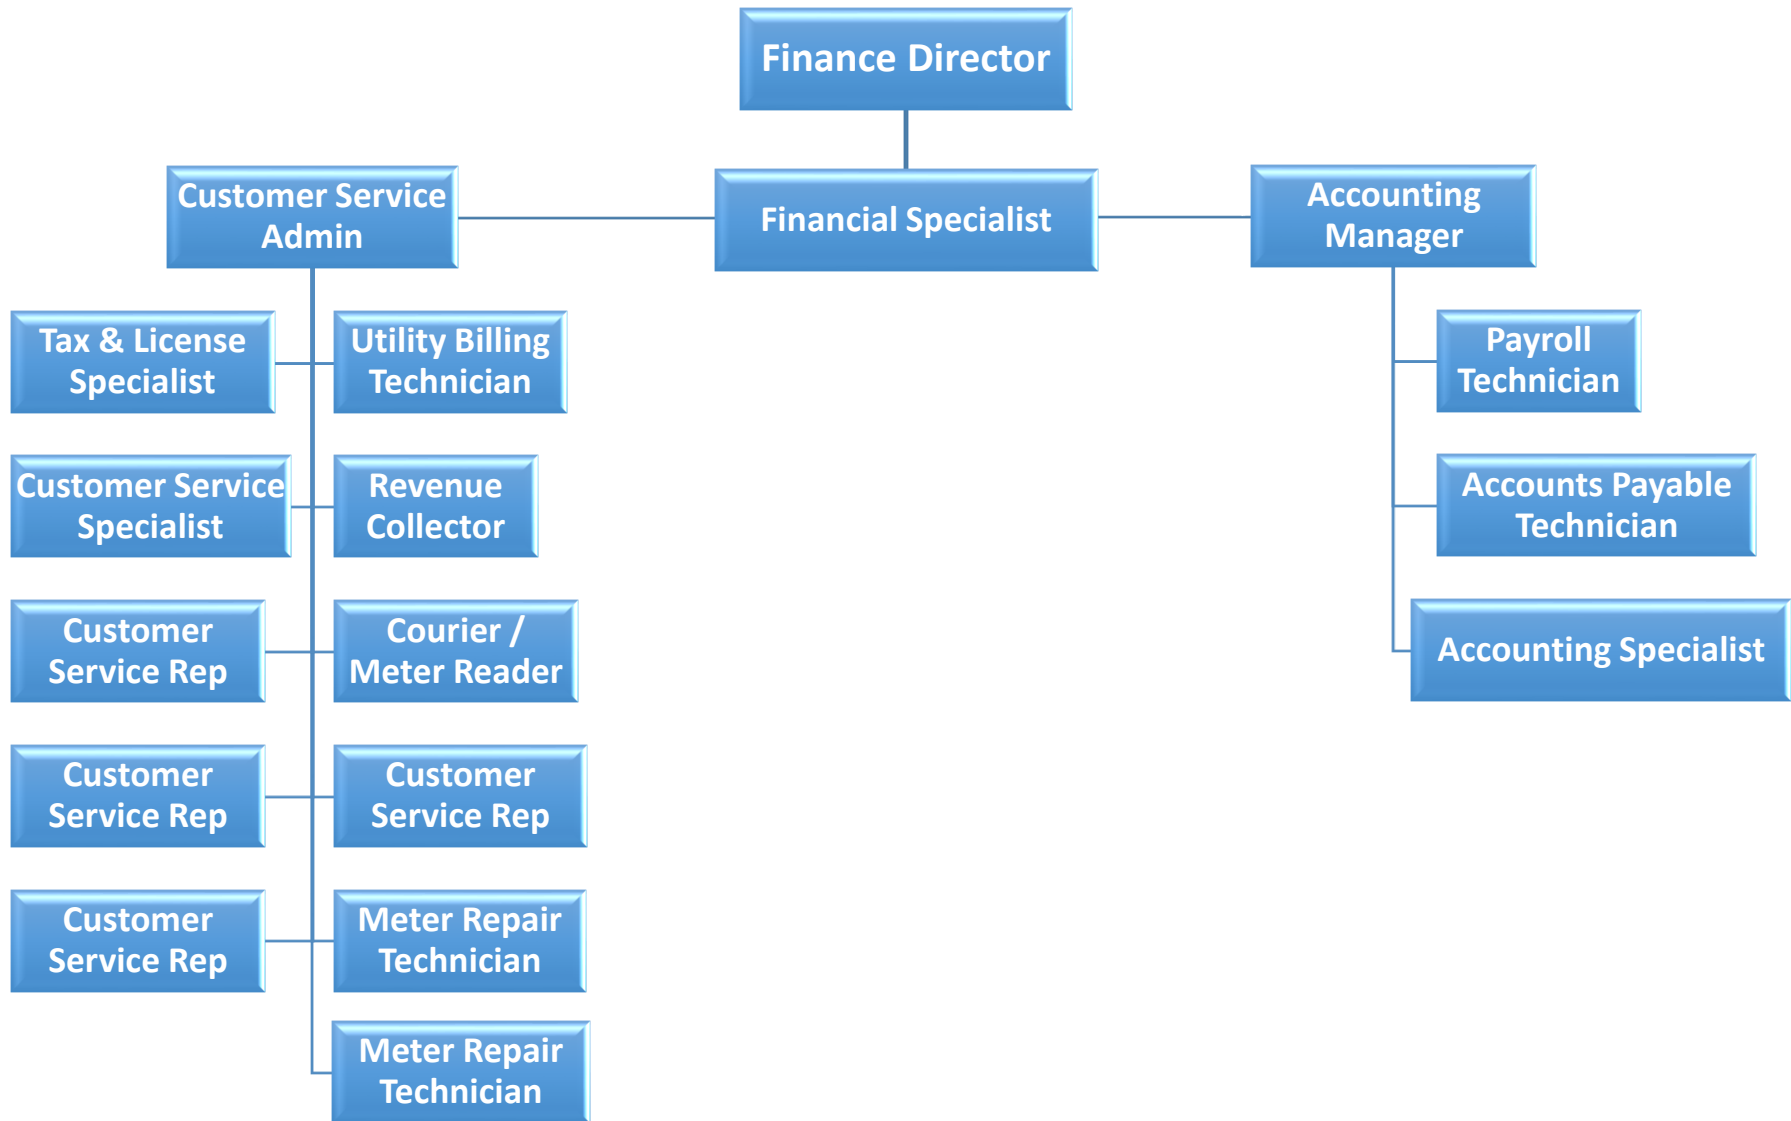 Finance Director
Customer Service
Admin
Financial Specialist
Accounting
Manager
Tax & License
Specialist
Utility Billing
Technician
Payroll
Technician
Customer Service
Specialist
Revenue
Collector
Accounts Payable
Technician
Customer
Service Rep
Courier /
Meter Reader
Accounting Specialist
Customer
Service Rep
Customer
Service Rep
Customer
Service Rep
Meter Repair
Technician
Meter Repair
Technician